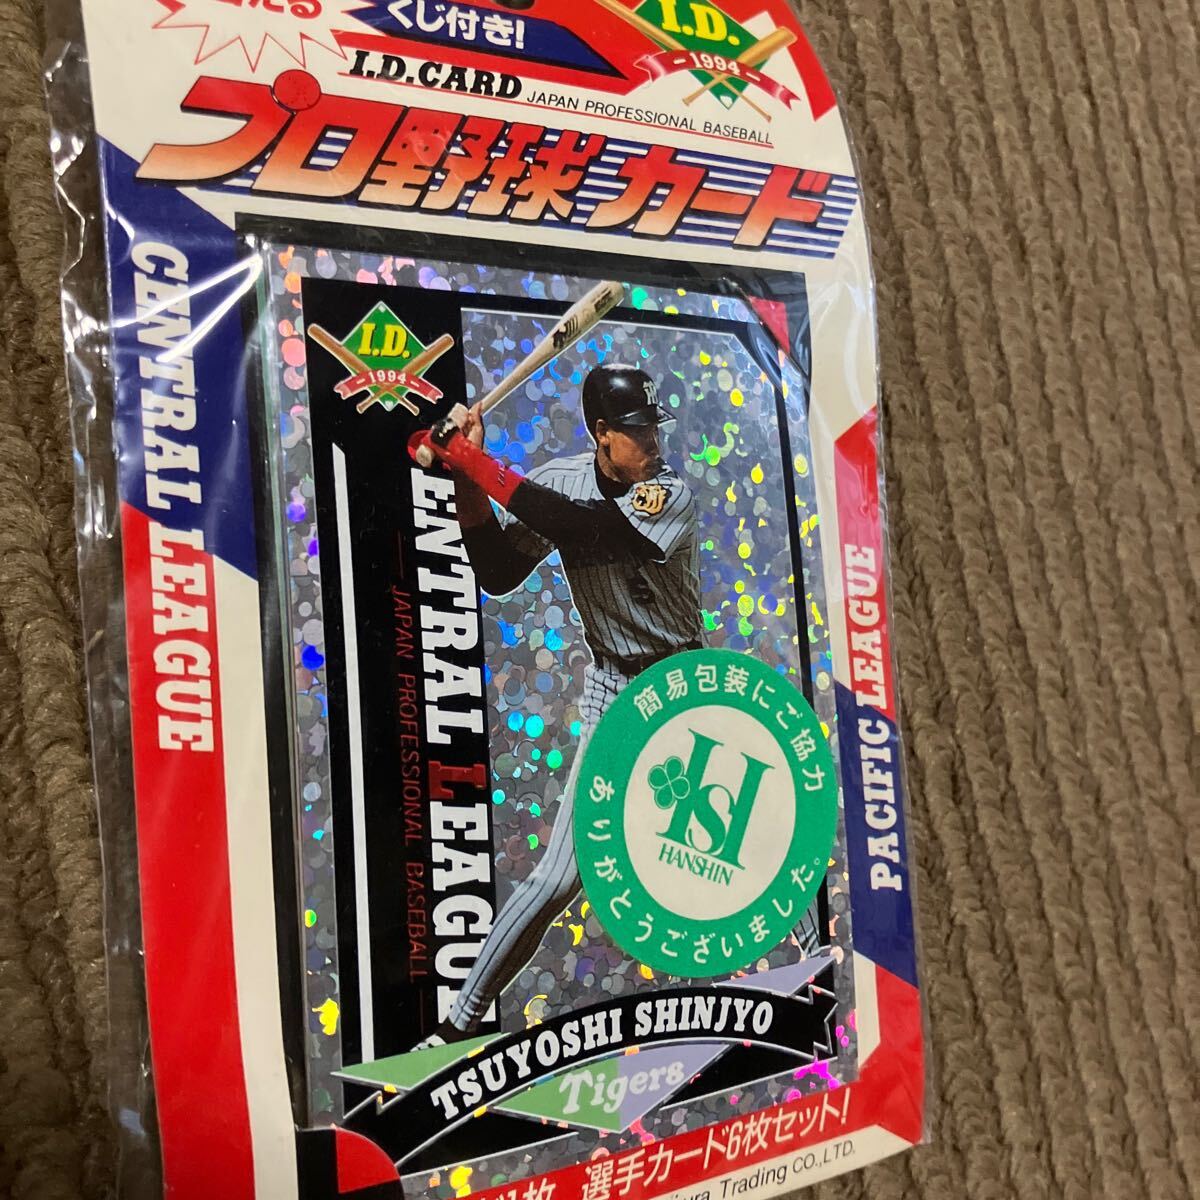 くじ付き!
I.D.
-1994-
I.D.CARD JAPAN PROFESSIONAL BASEBALL
プロ野球カード
CENTRAL LEAGUE
I.D.
-1994-
ENTRAL LEAGUE
JAPAN PROFESSIONAL BASEBALL
PACIFIC LEAGUE
簡易包装にご協力
ありがとうございました。
HS
HANSHIN
TSUYOSHI SHINJYO
Tigers
選手カード6枚セット!
Trading CO.,LTD.